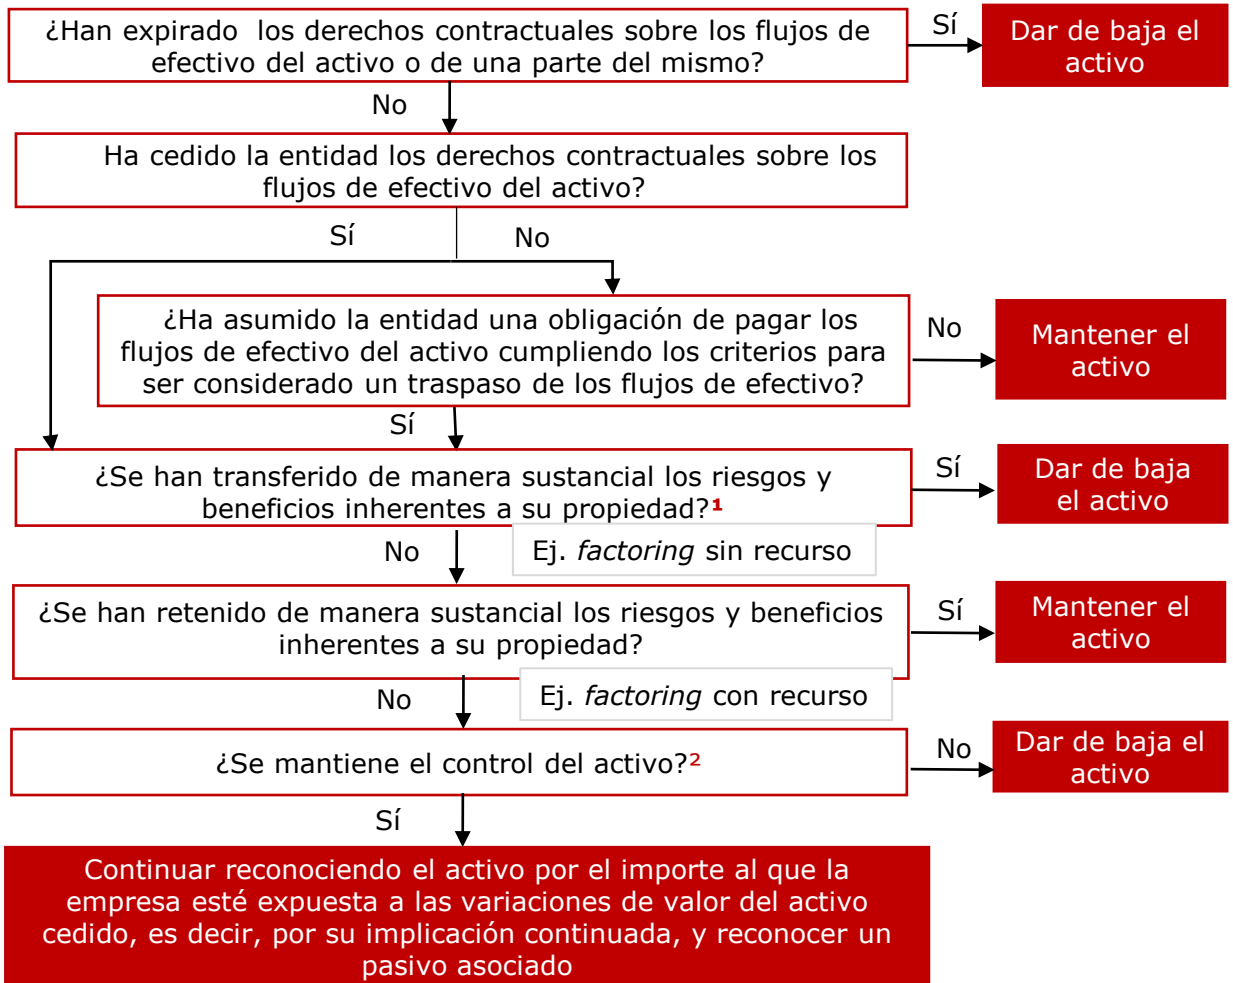 ¿Han expirado los derechos contractuales sobre los flujos de
efectivo del activo o de una parte del mismo?
Sí
Dar de baja el
activo
No
Ha cedido la entidad los derechos contractuales sobre los
flujos de efectivo del activo?
Sí
No
¿Ha asumido la entidad una obligación de pagar los
flujos de efectivo del activo cumpliendo los criterios para
ser considerado un traspaso de los flujos de efectivo?
No
Mantener el
activo
Sí
¿Se han transferido de manera sustancial los riesgos y
beneficios inherentes a su propiedad?¹
Sí
Dar de baja
el activo
No
Ej. factoring sin recurso
¿Se han retenido de manera sustancial los riesgos y beneficios
inherentes a su propiedad?
Sí
Mantener el
activo
No
Ej. factoring con recurso
¿Se mantiene el control del activo?²
No
Dar de baja el
activo
Sí
Continuar reconociendo el activo por el importe al que la
empresa esté expuesta a las variaciones de valor del activo
cedido, es decir, por su implicación continuada, y reconocer un
pasivo asociado